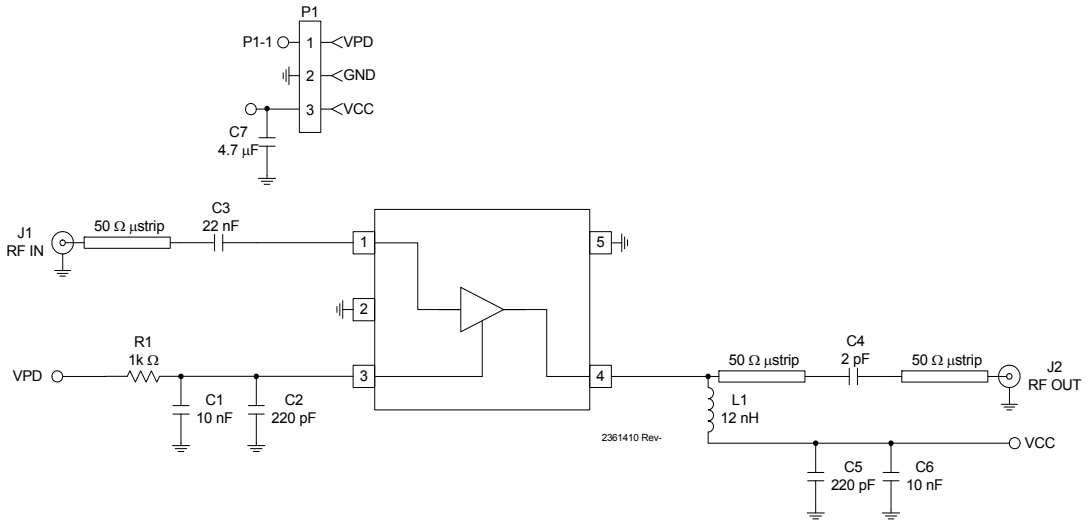 P1
P1-1
1
VPD
2
GND
3
VCC
C7
4.7 μF
J1
RF IN
50 Ω μstrip
C3
22 nF
1
5
2
VPD
R1
1k Ω
3
C1
10 nF
C2
220 pF
4
50 Ω μstrip
C4
2 pF
50 Ω μstrip
J2
RF OUT
L1
12 nH
2361410 Rev-
VCC
C5
220 pF
C6
10 nF